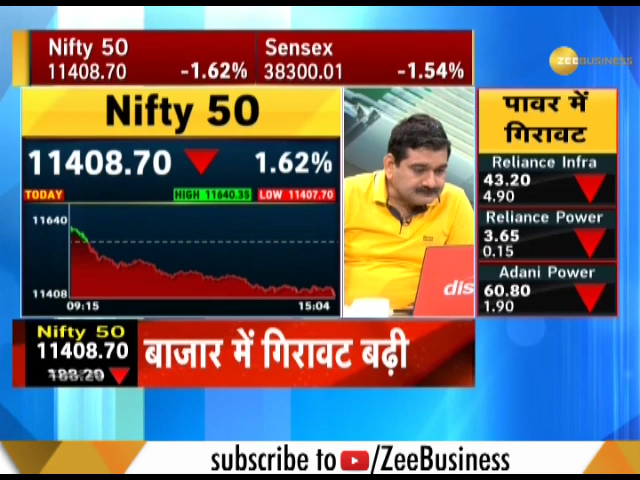 Nifty 50
11408.70 -1.62%
Sensex
38300.01 -1.54%
ZEEBUSINESS
Nifty 50
11408.70 1.62%
TODAY HIGH 11640.35 LOW 11407.70
11640
11408
09:15 15:04
dis
पावर में
गिरावट
Reliance Infra
43.20
4.90
Reliance Power
3.65
0.15
Adani Power
60.80
1.90
Nifty 50
11408.70
बाजार में गिरावट बढ़ी
subscribe to /ZeeBusiness